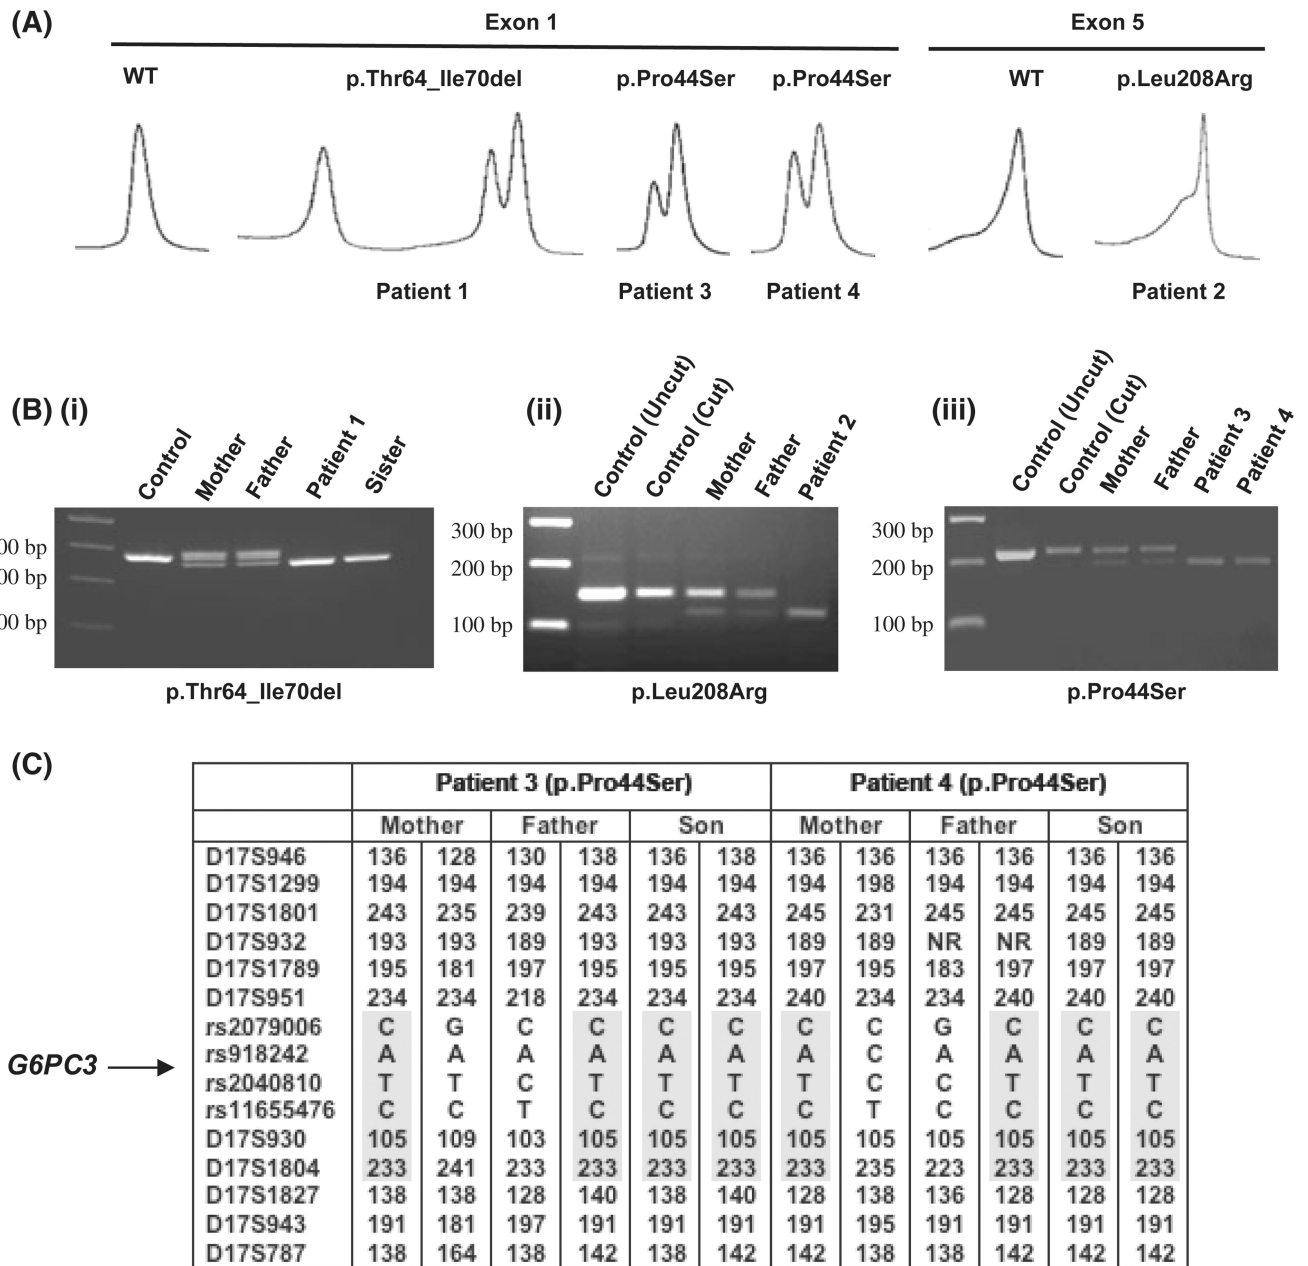 (A)
Exon 1
Exon 5
WT
p.Thr64_Ile70del
p.Pro44Ser
p.Pro44Ser
WT
p.Leu208Arg
Patient 1
Patient 3
Patient 4
Patient 2
(B) (i)
Control
Mother
Father
Patient 1
Sister
00 bp
00 bp
00 bp
p.Thr64_Ile70del
(ii)
Control (Uncut)
Control (Cut)
Mother
Father
Patient 2
300 bp
200 bp
100 bp
p.Leu208Arg
(iii)
Control (Uncut)
Control (Cut)
Mother
Father
Patient 3
Patient 4
300 bp
200 bp
100 bp
p.Pro44Ser
(C)
Patient 3 (p.Pro44Ser) Patient 4 (p.Pro44Ser)
Mother Father Son Mother Father Son
D17S946 136 128 130 138 136 138 136 136 136 136 136 136
D17S1299 194 194 194 194 194 194 194 198 194 194 194 194
D17S1801 243 235 239 243 243 243 245 231 245 245 245 245
D17S932 193 193 189 193 193 193 189 189 NR NR 189 189
D17S1789 195 181 197 195 195 195 197 195 183 197 197 197
D17S951 234 234 218 234 234 234 240 234 234 240 240 240
rs2079006 C G C C C C C C G C C C
rs918242 A A A A A A A C A A A A
G6PC3
rs2040810 T T C T T T T C C T T T
rs11655476 C C T C C C C T C C C C
D17S930 105 109 103 105 105 105 105 105 105 105 105 105
D17S1804 233 241 233 233 233 233 233 235 223 233 233 233
D17S1827 138 138 128 140 138 140 128 138 136 128 128 128
D17S943 191 181 197 191 191 191 191 195 191 191 191 191
D17S787 138 164 138 142 138 142 142 138 138 142 142 142